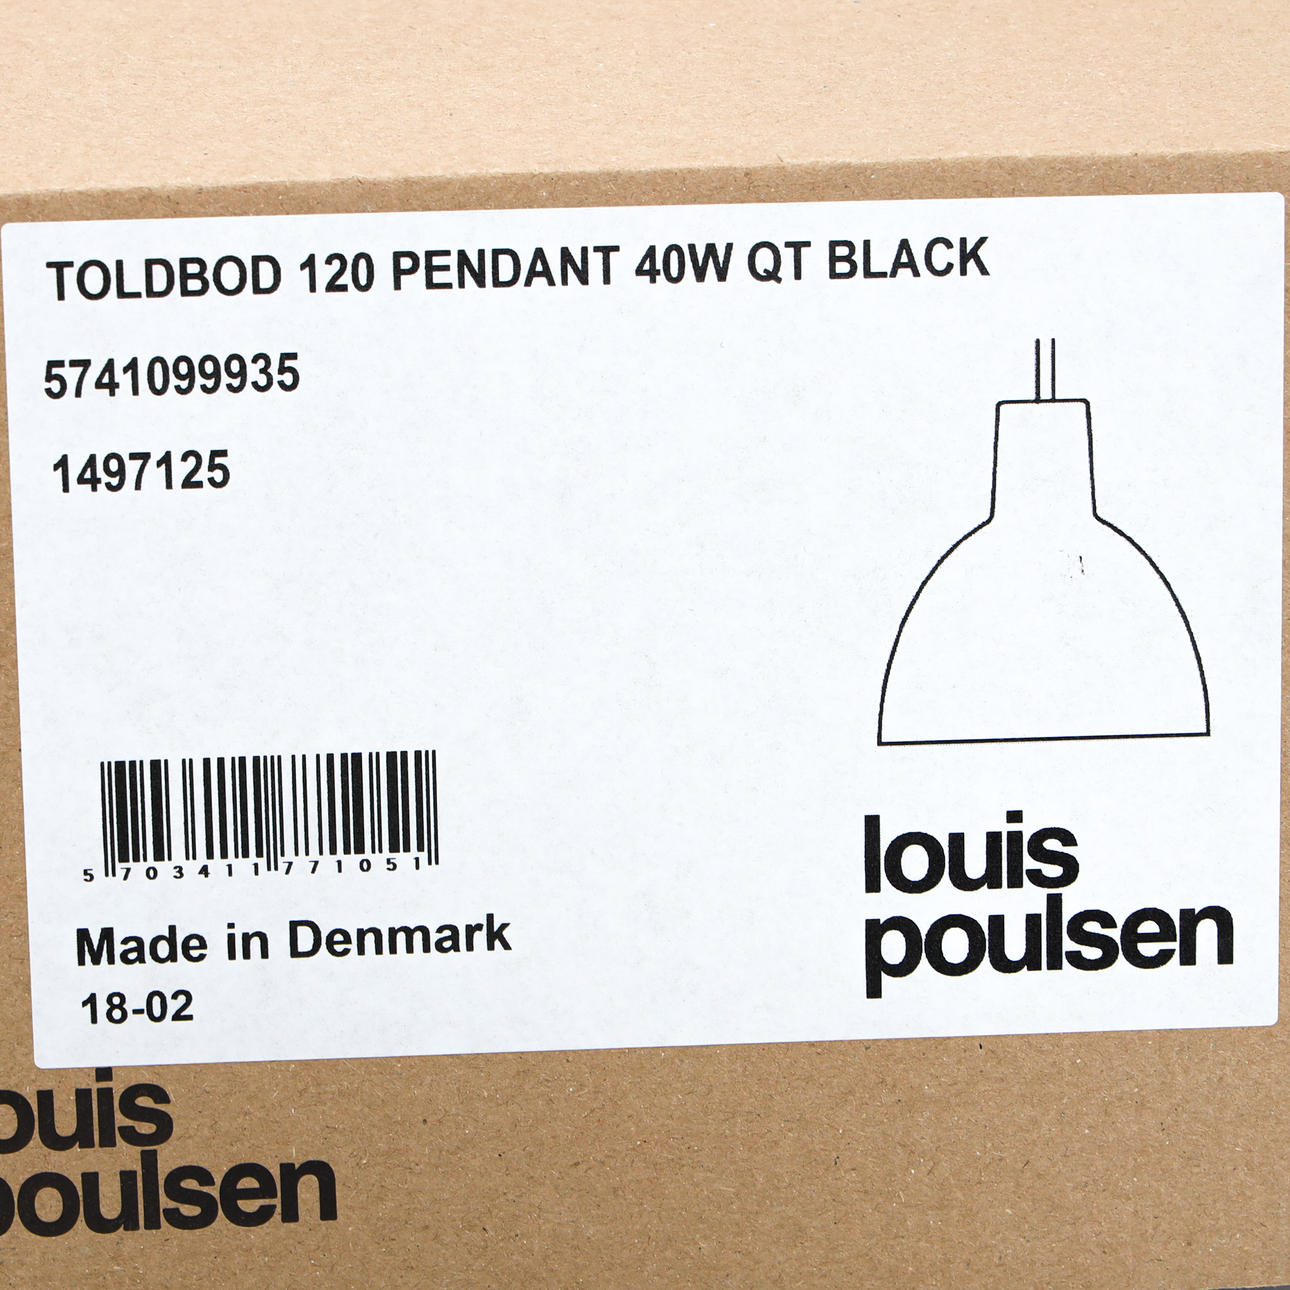 TOLDBOD 120 PENDANT 40W QT BLACK
5741099935
1497125
5 703411 771051
Made in Denmark
18-02
louis
poulsen
ouis
poulsen